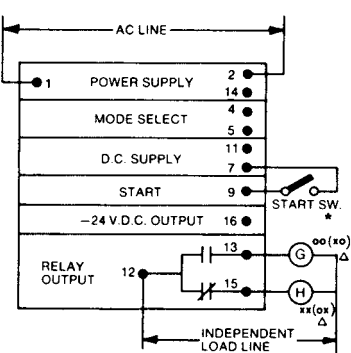 AC LINE
1 POWER SUPPLY 2
14
MODE SELECT 4
5
D.C. SUPPLY 11
7
START 9
START SW.
*
−24 V.D.C. OUTPUT 16
RELAY OUTPUT 12
13 G oo(xo) △
15 H xx(ox) △
INDEPENDENT
LOAD LINE